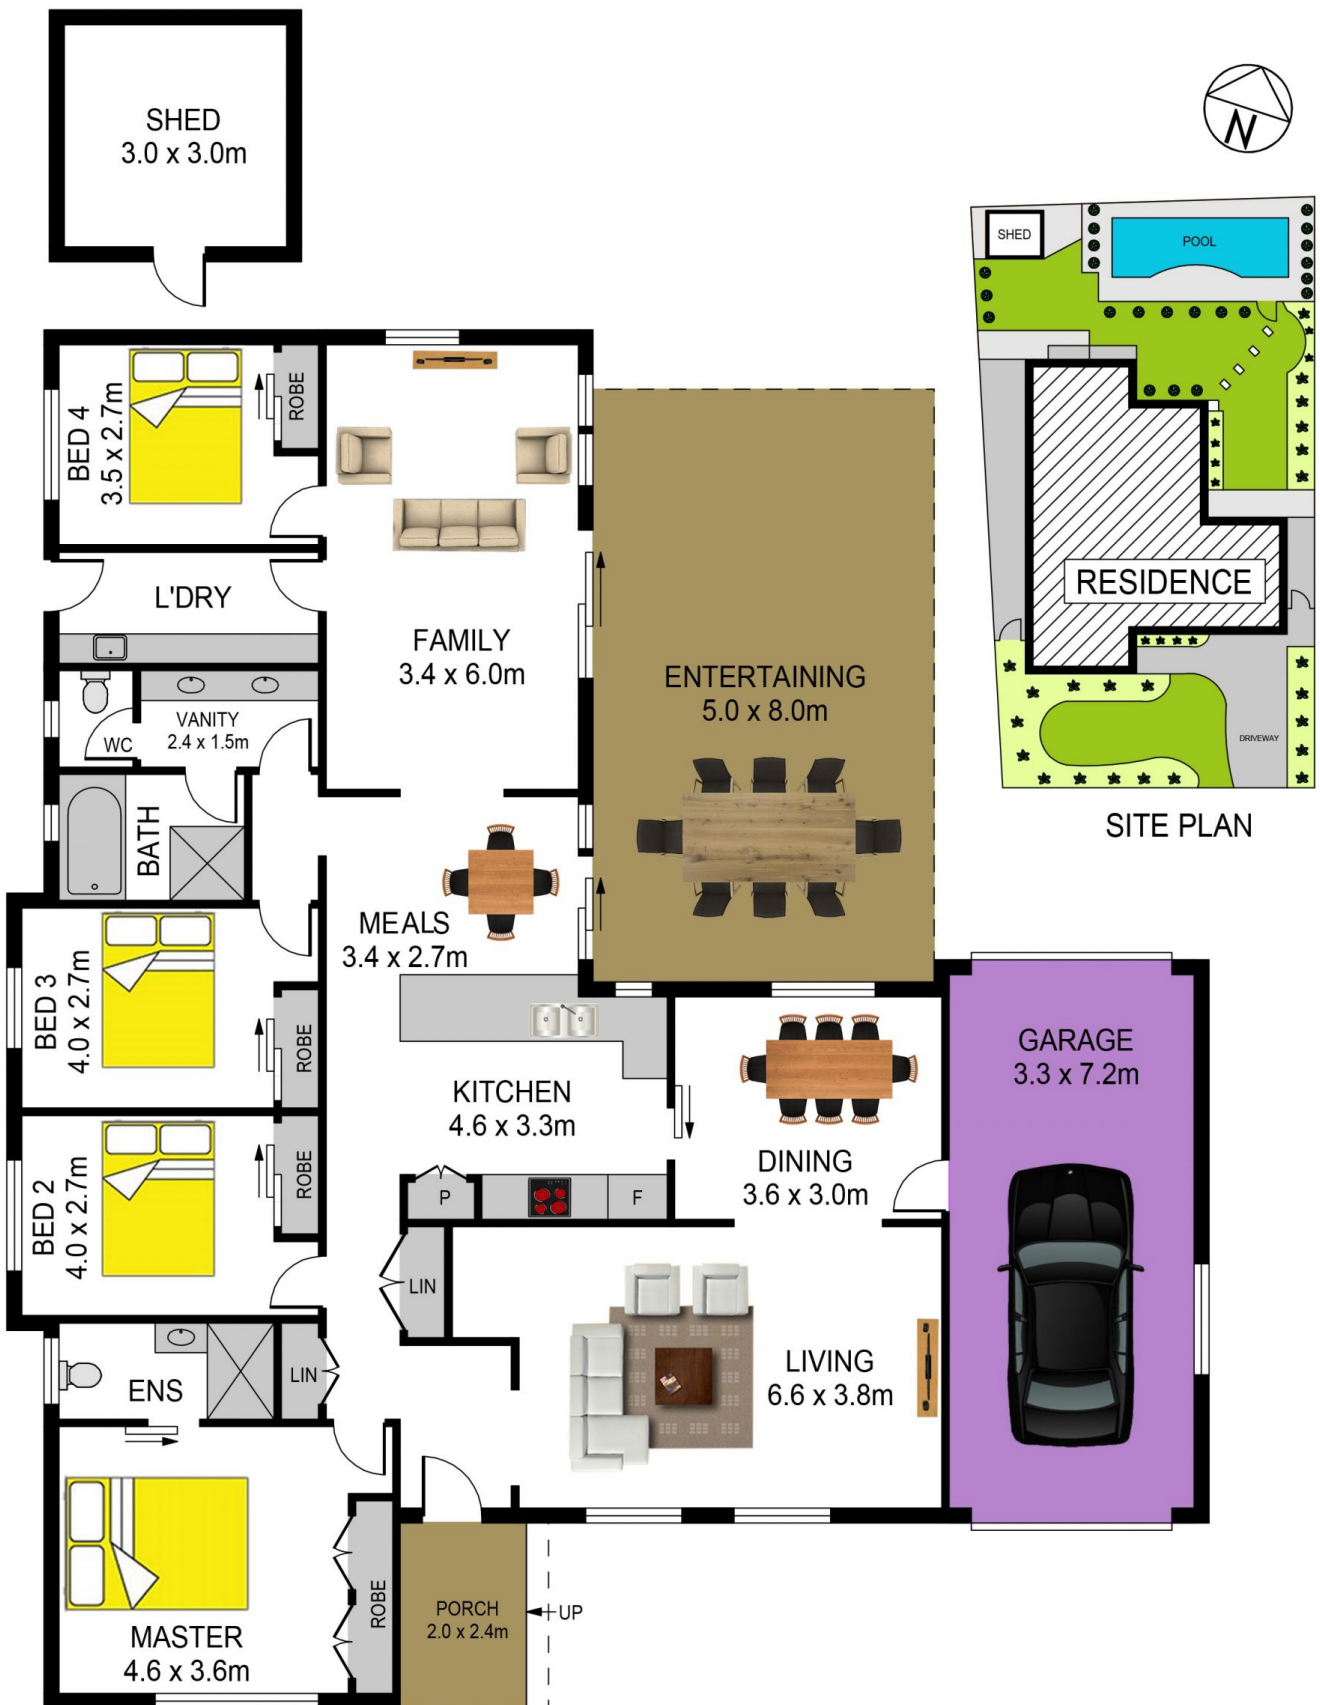 SHED
3.0 x 3.0m
N
SHED
POOL
RESIDENCE
DRIVEWAY
SITE PLAN
BED 4
3.5 x 2.7m
ROBE
L'DRY
FAMILY
3.4 x 6.0m
ENTERTAINING
5.0 x 8.0m
WC
VANITY
2.4 x 1.5m
BATH
MEALS
3.4 x 2.7m
BED 3
4.0 x 2.7m
ROBE
KITCHEN
4.6 x 3.3m
GARAGE
3.3 x 7.2m
BED 2
4.0 x 2.7m
ROBE
P
F
DINING
3.6 x 3.0m
LIN
ENS
LIN
LIVING
6.6 x 3.8m
MASTER
4.6 x 3.6m
ROBE
PORCH
2.0 x 2.4m
UP